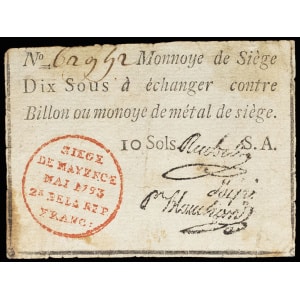 No. 62952 Monnoye de Siège
Dix Sous à échanger contre
Billon ou monoye de métal de siège.
10 Sols S. A.
SIEGE
DE MAYENCE
MAI 1793
2e DE LA REP
FRANC: